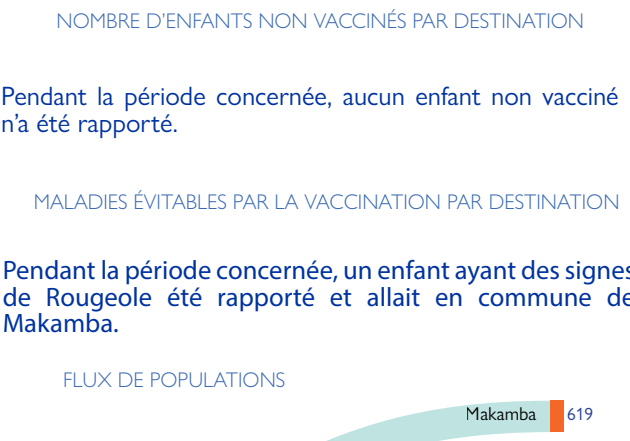 NOMBRE D’ENFANTS NON VACCINÉS PAR DESTINATION
Pendant la période concernée, aucun enfant non vacciné
n’a été rapporté.
MALADIES ÉVITABLES PAR LA VACCINATION PAR DESTINATION
Pendant la période concernée, un enfant ayant des signes
de Rougeole été rapporté et allait en commune de
Makamba.
FLUX DE POPULATIONS
Makamba 619